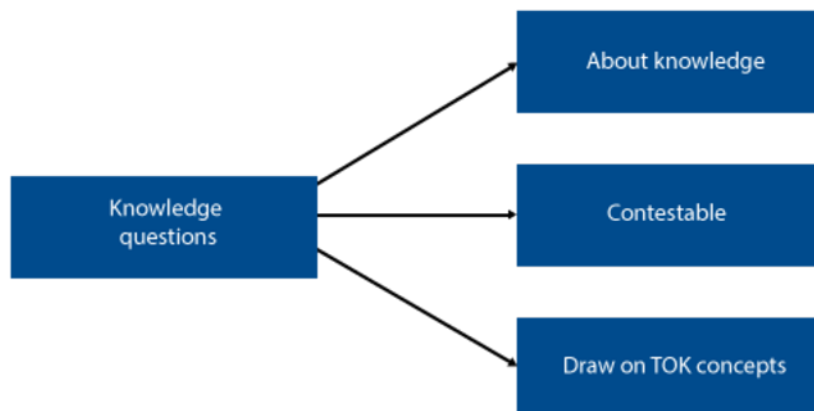 About knowledge
Knowledge
questions
Contestable
Draw on TOK concepts